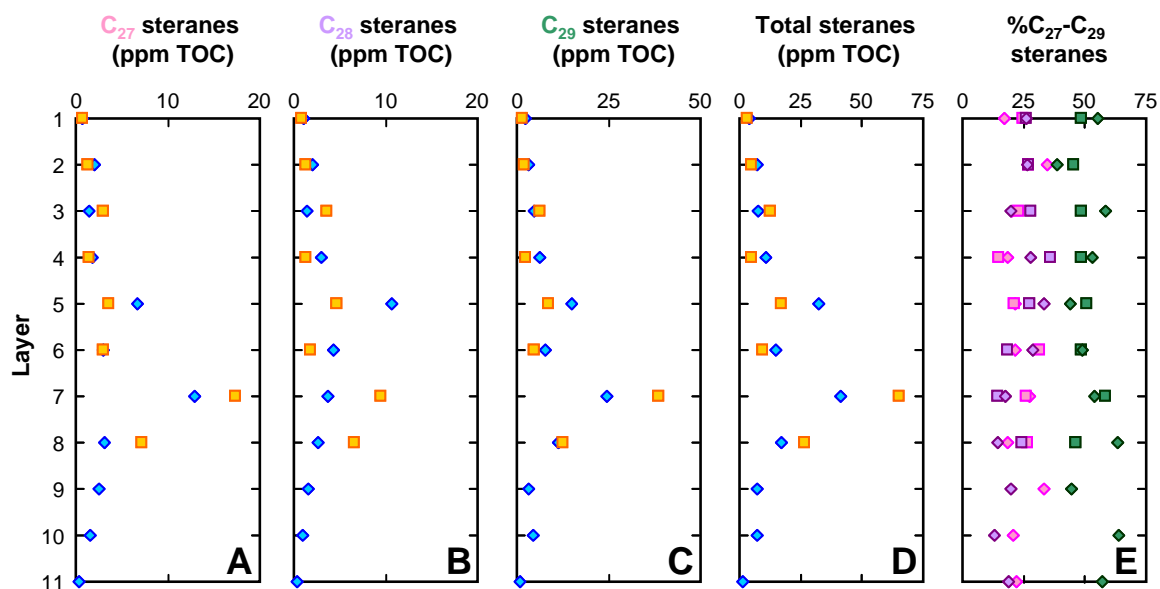 C27 steranes
(ppm TOC)
C28 steranes
(ppm TOC)
C29 steranes
(ppm TOC)
Total steranes
(ppm TOC)
%C27-C29
steranes
0 10 20
0 10 20
0 25 50
0 25 50 75
0 25 50 75
Layer
1
2
3
4
5
6
7
8
9
10
11
A
B
C
D
E